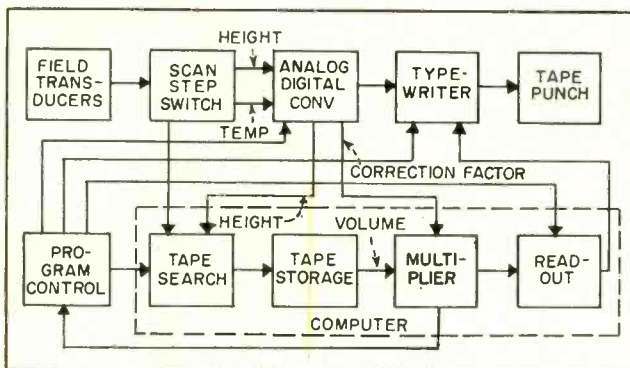 HEIGHT
FIELD
TRANS-
DUCERS
SCAN
STEP
SWITCH
ANALOG
DIGITAL
CONV
TYPE-
WRITER
TAPE
PUNCH
TEMP
CORRECTION FACTOR
HEIGHT
VOLUME
PRO-
GRAM
CONTROL
TAPE
SEARCH
TAPE
STORAGE
MULTI-
PLIER
READ-
OUT
COMPUTER